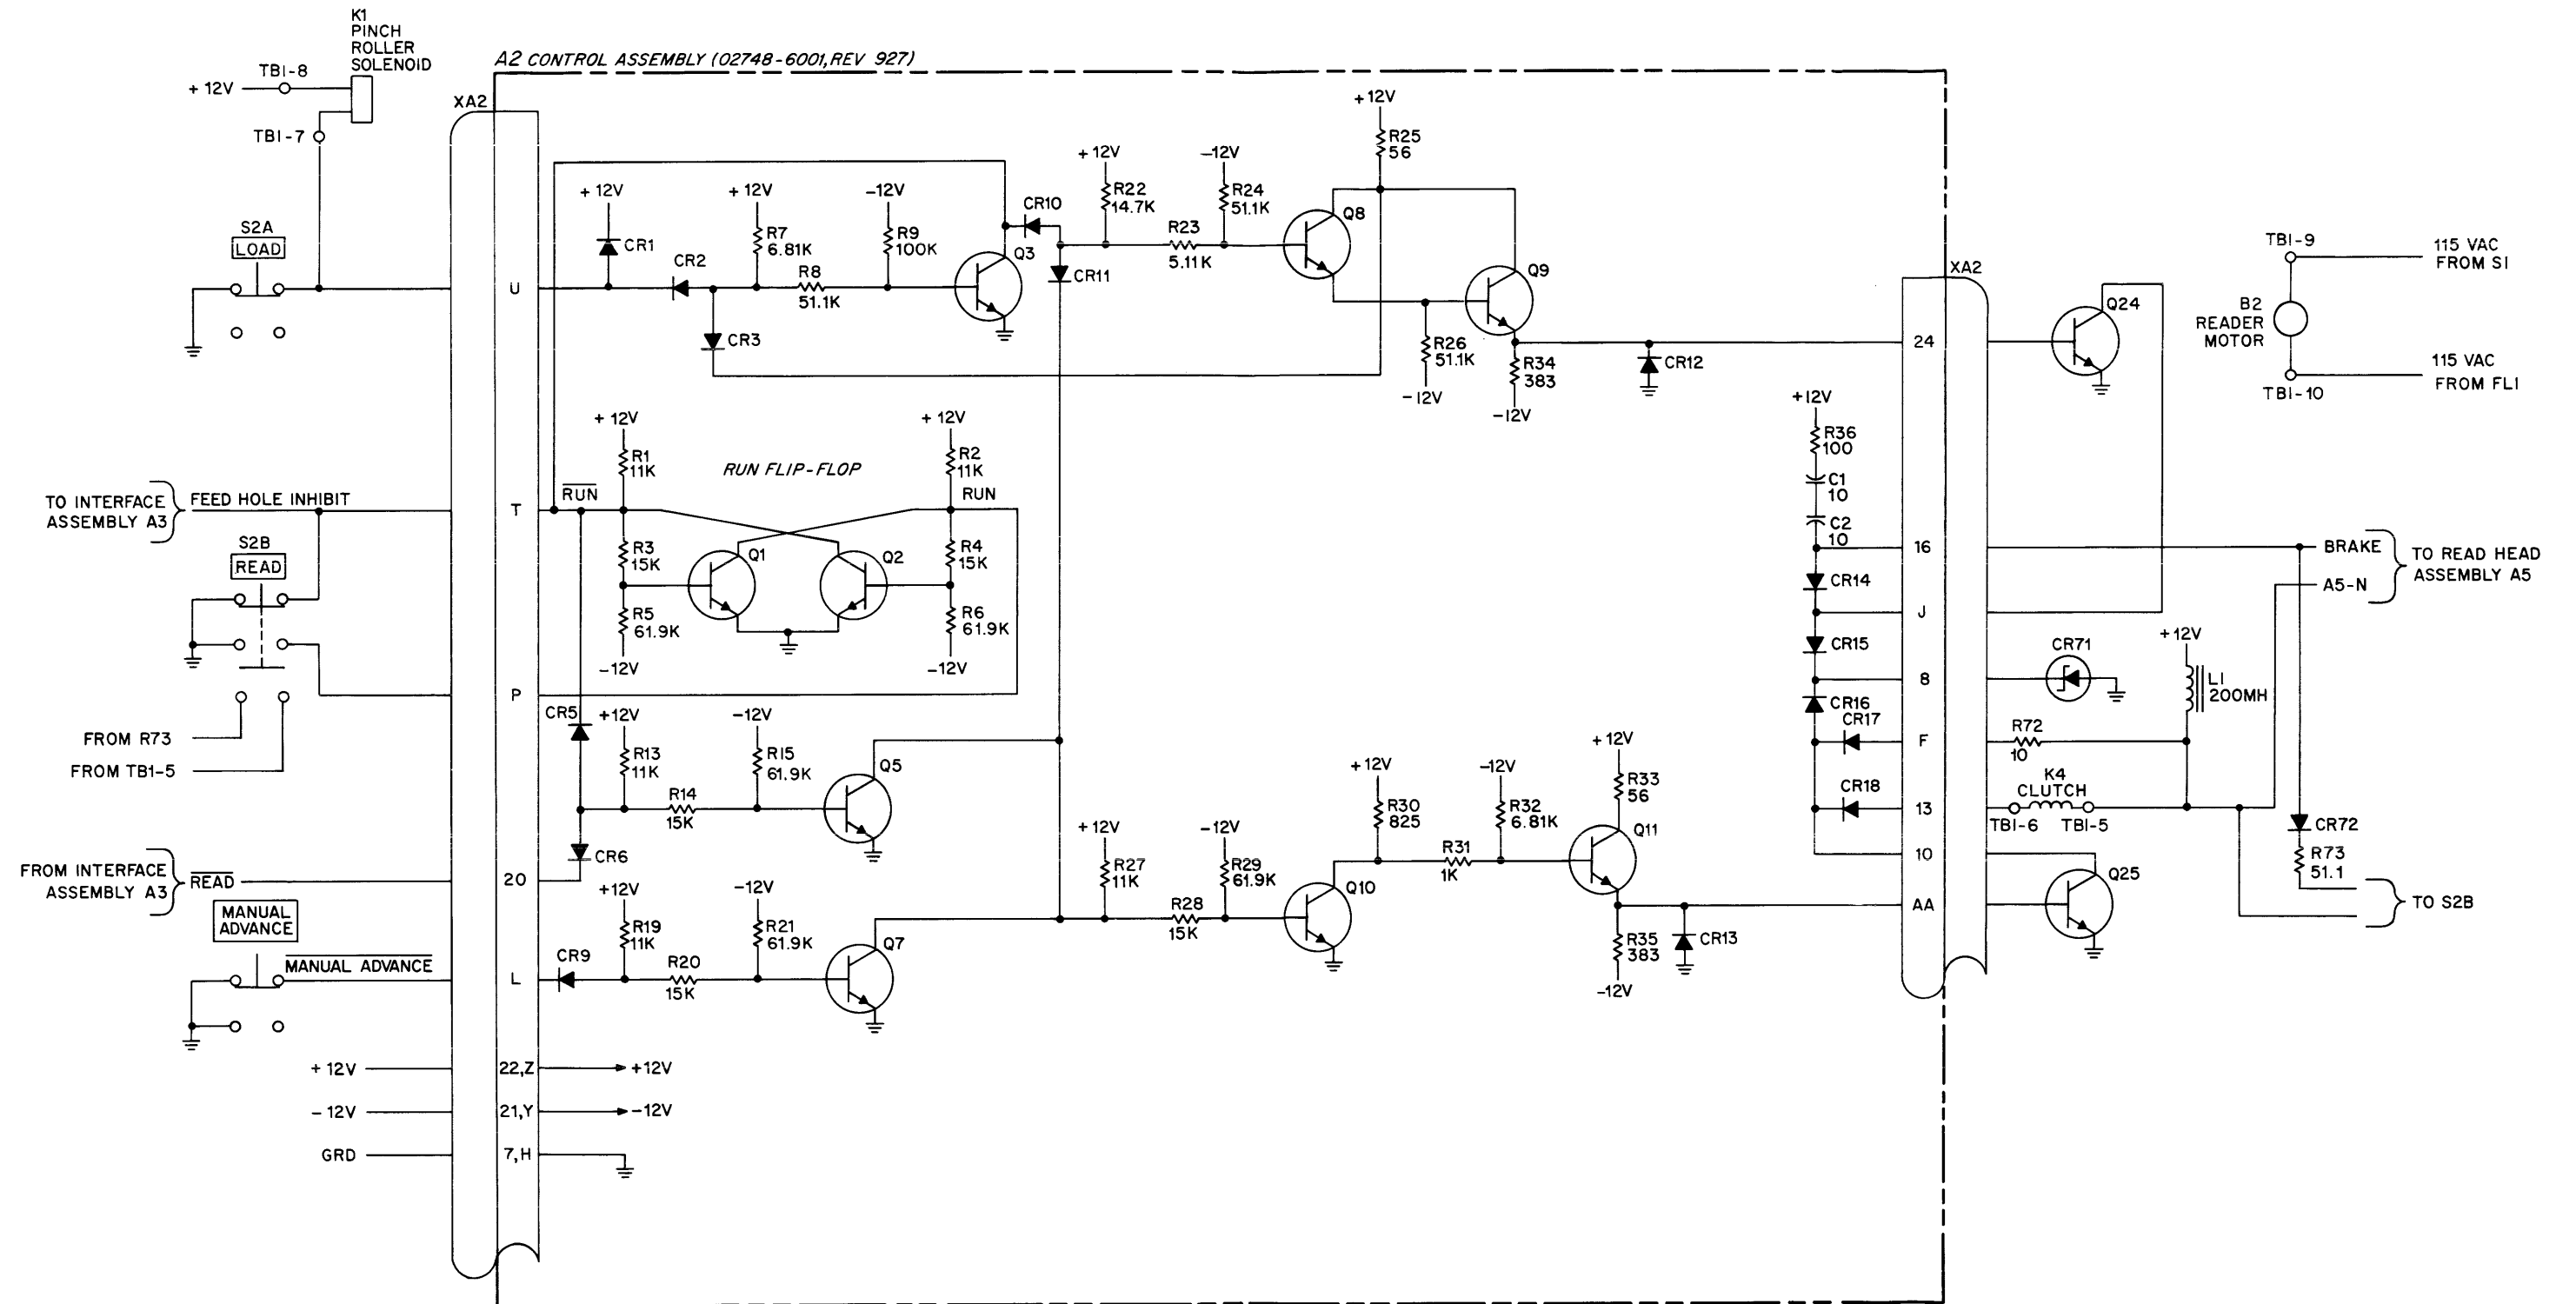 K1
PINCH
ROLLER
SOLENOID
TB1-8
+12V
TB1-7
A2 CONTROL ASSEMBLY (02748-6001, REV 927)
XA2
S2A
LOAD
U
+12V
CR1
CR2
CR3
+12V
R7
6.81K
R8
51.1K
-12V
R9
100K
Q3
CR10
CR11
+12V
R22
14.7K
R23
5.11K
-12V
R24
51.1K
Q8
+12V
R25
56
Q9
R26
51.1K
-12V
R34
383
-12V
CR12
XA2
24
Q24
TB1-9
115 VAC
FROM S1
B2
READER
MOTOR
115 VAC
FROM FL1
TB1-10
TO INTERFACE
ASSEMBLY A3
FEED HOLE INHIBIT
T
RUN
+12V
R1
11K
RUN FLIP-FLOP
+12V
R2
11K
RUN
R3
15K
Q1
Q2
R4
15K
R5
61.9K
-12V
R6
61.9K
-12V
S2B
READ
P
FROM R73
FROM TB1-5
+12V
R36
100
C1
10
C2
10
16
BRAKE
A5-N
TO READ HEAD
ASSEMBLY A5
CR14
J
CR15
8
CR71
+12V
L1
200MH
CR16
CR17
F
R72
10
CR18
13
K4
CLUTCH
TB1-6
TB1-5
CR72
R73
51.1
10
Q25
AA
TO S2B
CR5
+12V
R13
11K
R14
15K
-12V
R15
61.9K
Q5
CR6
FROM INTERFACE
ASSEMBLY A3
READ
20
MANUAL
ADVANCE
MANUAL ADVANCE
L
CR9
+12V
R19
11K
R20
15K
-12V
R21
61.9K
Q7
+12V
R27
11K
R28
15K
-12V
R29
61.9K
Q10
+12V
R30
825
R31
1K
-12V
R32
6.81K
+12V
R33
56
Q11
R35
383
-12V
CR13
+12V
22,Z
+12V
-12V
21,Y
-12V
GRD
7,H